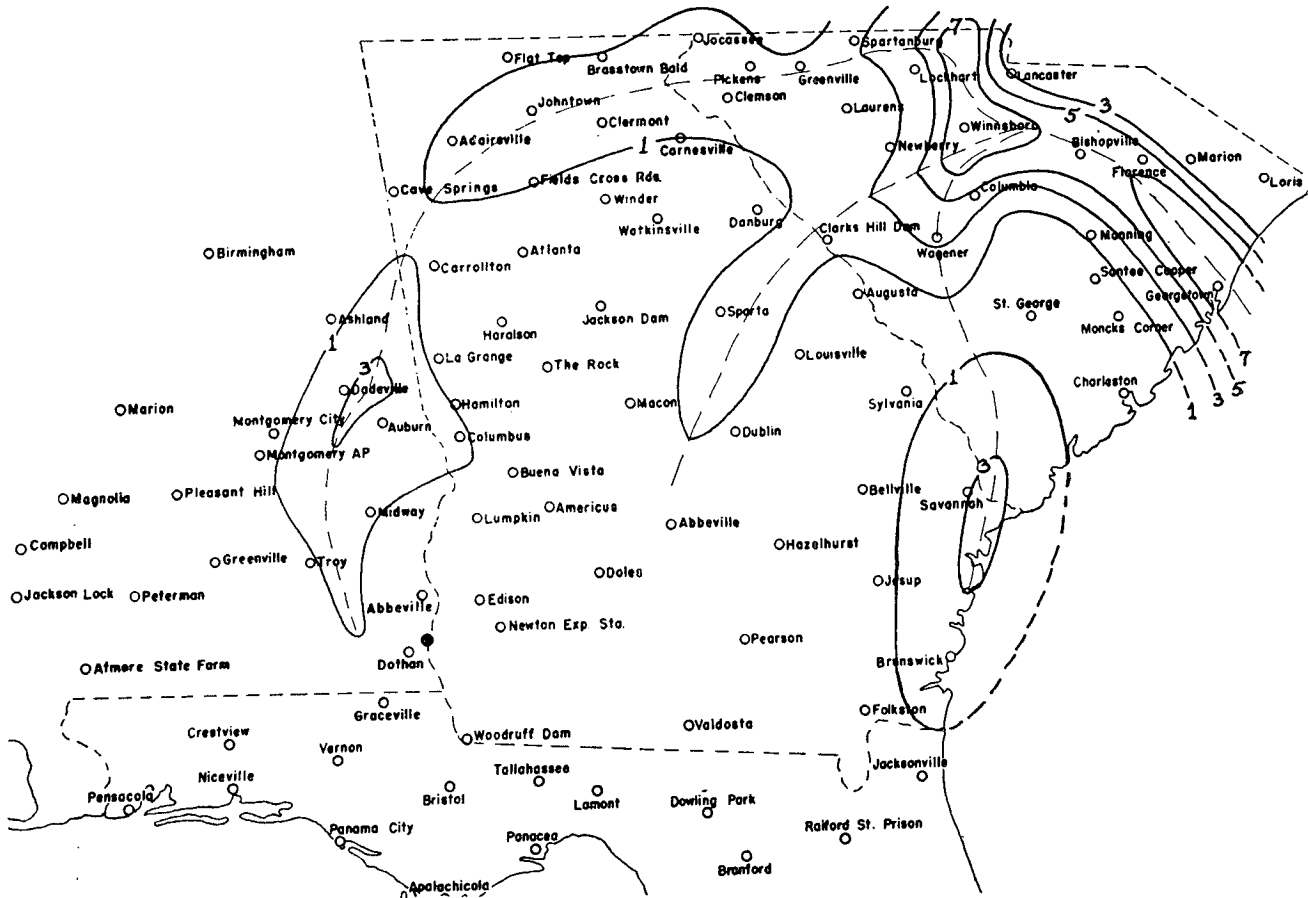 7
Jocassee
Spartanburg
Flat Top
Brasstown Bald
Pickens
Greenville
Lockhart
Lancaster
3
5
Clemson
Johntown
Laurens
Clermont
Winnsboro
Adairsville
1
Carnesville
Newberry
Bishopville
Florence
Marion
Loris
Cave Springs
Fields Cross Rds.
Columbia
Winder
Watkinsville
Danburg
Clarks Hill Dam
Wagener
Manning
Birmingham
Atlanta
Carrollton
Santee Cooper
Georgetown
Augusta
St. George
Ashland
Haralson
Jackson Dam
Sparta
Moncks Corner
1
La Grange
The Rock
Louisville
7
3
Dadeville
1
Charleston
5
3
1
Marion
Montgomery City
Hamilton
Macon
Sylvania
Auburn
Columbus
Dublin
Montgomery AP
Buena Vista
3
Magnolia
Pleasant Hill
Bellville
Savannah
Midway
Lumpkin
Americus
Abbeville
Campbell
Greenville
Troy
Hazelhurst
Doles
Jesup
Jackson Lock
Peterman
Abbeville
Edison
Newton Exp. Sta.
Pearson
Atmore State Farm
Dothan
Brunswick
Graceville
Folkston
Crestview
Vernon
Woodruff Dam
Valdosta
Niceville
Tallahassee
Jacksonville
Pensacola
Bristol
Lamont
Dowling Park
Panama City
Panacea
Raiford St. Prison
Branford
Apalachicola